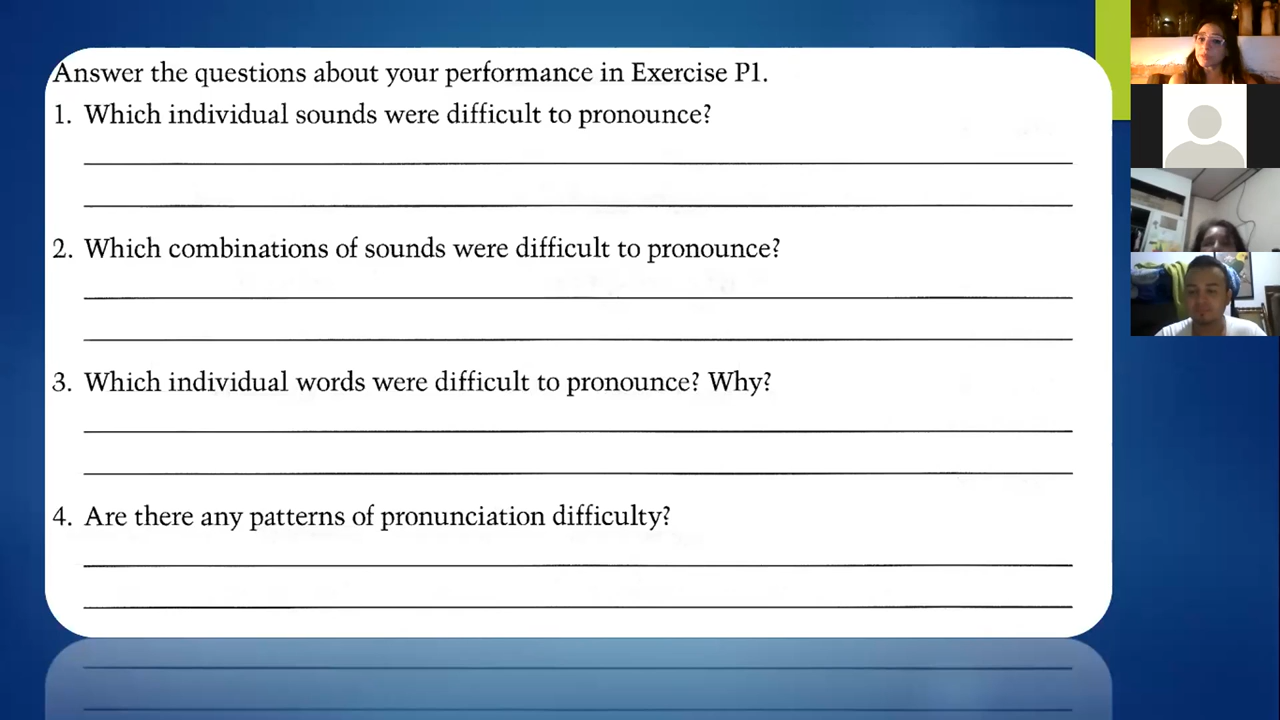 Answer the questions about your performance in Exercise P1.
1. Which individual sounds were difficult to pronounce?
2. Which combinations of sounds were difficult to pronounce?
3. Which individual words were difficult to pronounce? Why?
4. Are there any patterns of pronunciation difficulty?